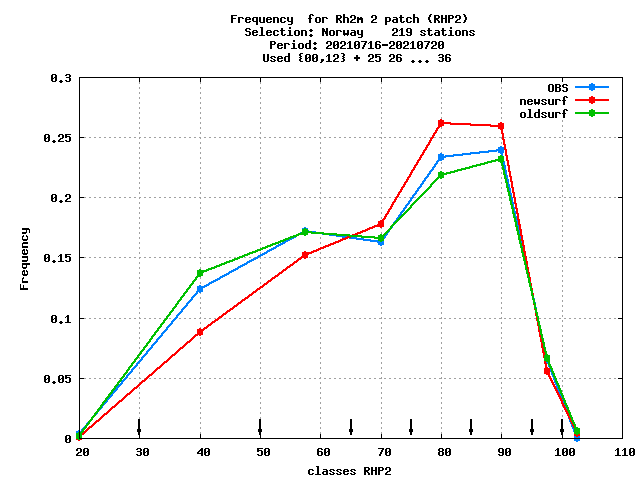 Frequency  for Rh2m 2 patch (RHP2)
Selection: Norway    219 stations
Period: 20210716-20210720
Used {00,12} + 25 26 ... 36
OBS
newsurf
oldsurf
0.3
0.25
0.2
0.15
0.1
0.05
0
Frequency
20 30 40 50 60 70 80 90 100 110
classes RHP2